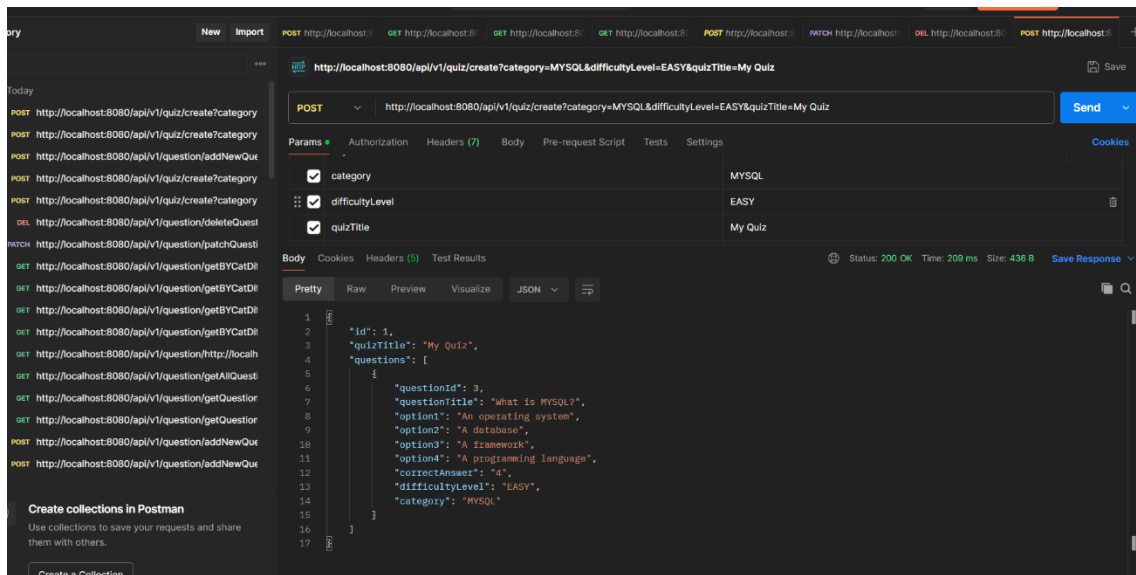 ory New Import
POST http://localhost:8 GET http://localhost:8 GET http://localhost:8 GET http://localhost:80 POST http://localhost:8 PATCH http://localhost: DEL http://localhost:80 POST http://localhost:8
HTTP http://localhost:8080/api/v1/quiz/create?category=MYSQL&difficultyLevel=EASY&quizTitle=My Quiz Save
POST http://localhost:8080/api/v1/quiz/create?category=MYSQL&difficultyLevel=EASY&quizTitle=My Quiz Send
Params Authorization Headers (7) Body Pre-request Script Tests Settings Cookies
category MYSQL
difficultyLevel EASY
quizTitle My Quiz
Today
POST http://localhost:8080/api/v1/quiz/create?category
POST http://localhost:8080/api/v1/quiz/create?category
POST http://localhost:8080/api/v1/question/addNewQue
POST http://localhost:8080/api/v1/quiz/create?category
POST http://localhost:8080/api/v1/quiz/create?category
DEL http://localhost:8080/api/v1/question/deleteQuest
PATCH http://localhost:8080/api/v1/question/patchQuesti
GET http://localhost:8080/api/v1/question/getBYCatDif
GET http://localhost:8080/api/v1/question/getBYCatDif
GET http://localhost:8080/api/v1/question/getBYCatDif
GET http://localhost:8080/api/v1/question/getBYCatDif
GET http://localhost:8080/api/v1/question/http://localh
GET http://localhost:8080/api/v1/question/getAllQuesti
GET http://localhost:8080/api/v1/question/getQuestion
GET http://localhost:8080/api/v1/question/getQuestion
POST http://localhost:8080/api/v1/question/addNewQue
POST http://localhost:8080/api/v1/question/addNewQue
Create collections in Postman
Use collections to save your requests and share
them with others.
Create a Collection
Body Cookies Headers (5) Test Results Status: 200 OK Time: 209 ms Size: 436 B Save Response
Pretty Raw Preview Visualize JSON
1 {
2 "id": 1,
3 "quizTitle": "My Quiz",
4 "questions": [
5 {
6 "questionId": 3,
7 "questionTitle": "What is MYSQL?",
8 "option1": "An operating system",
9 "option2": "A database",
10 "option3": "A framework",
11 "option4": "A programming language",
12 "correctAnswer": "4",
13 "difficultyLevel": "EASY",
14 "category": "MYSQL"
15 }
16 ]
17 }